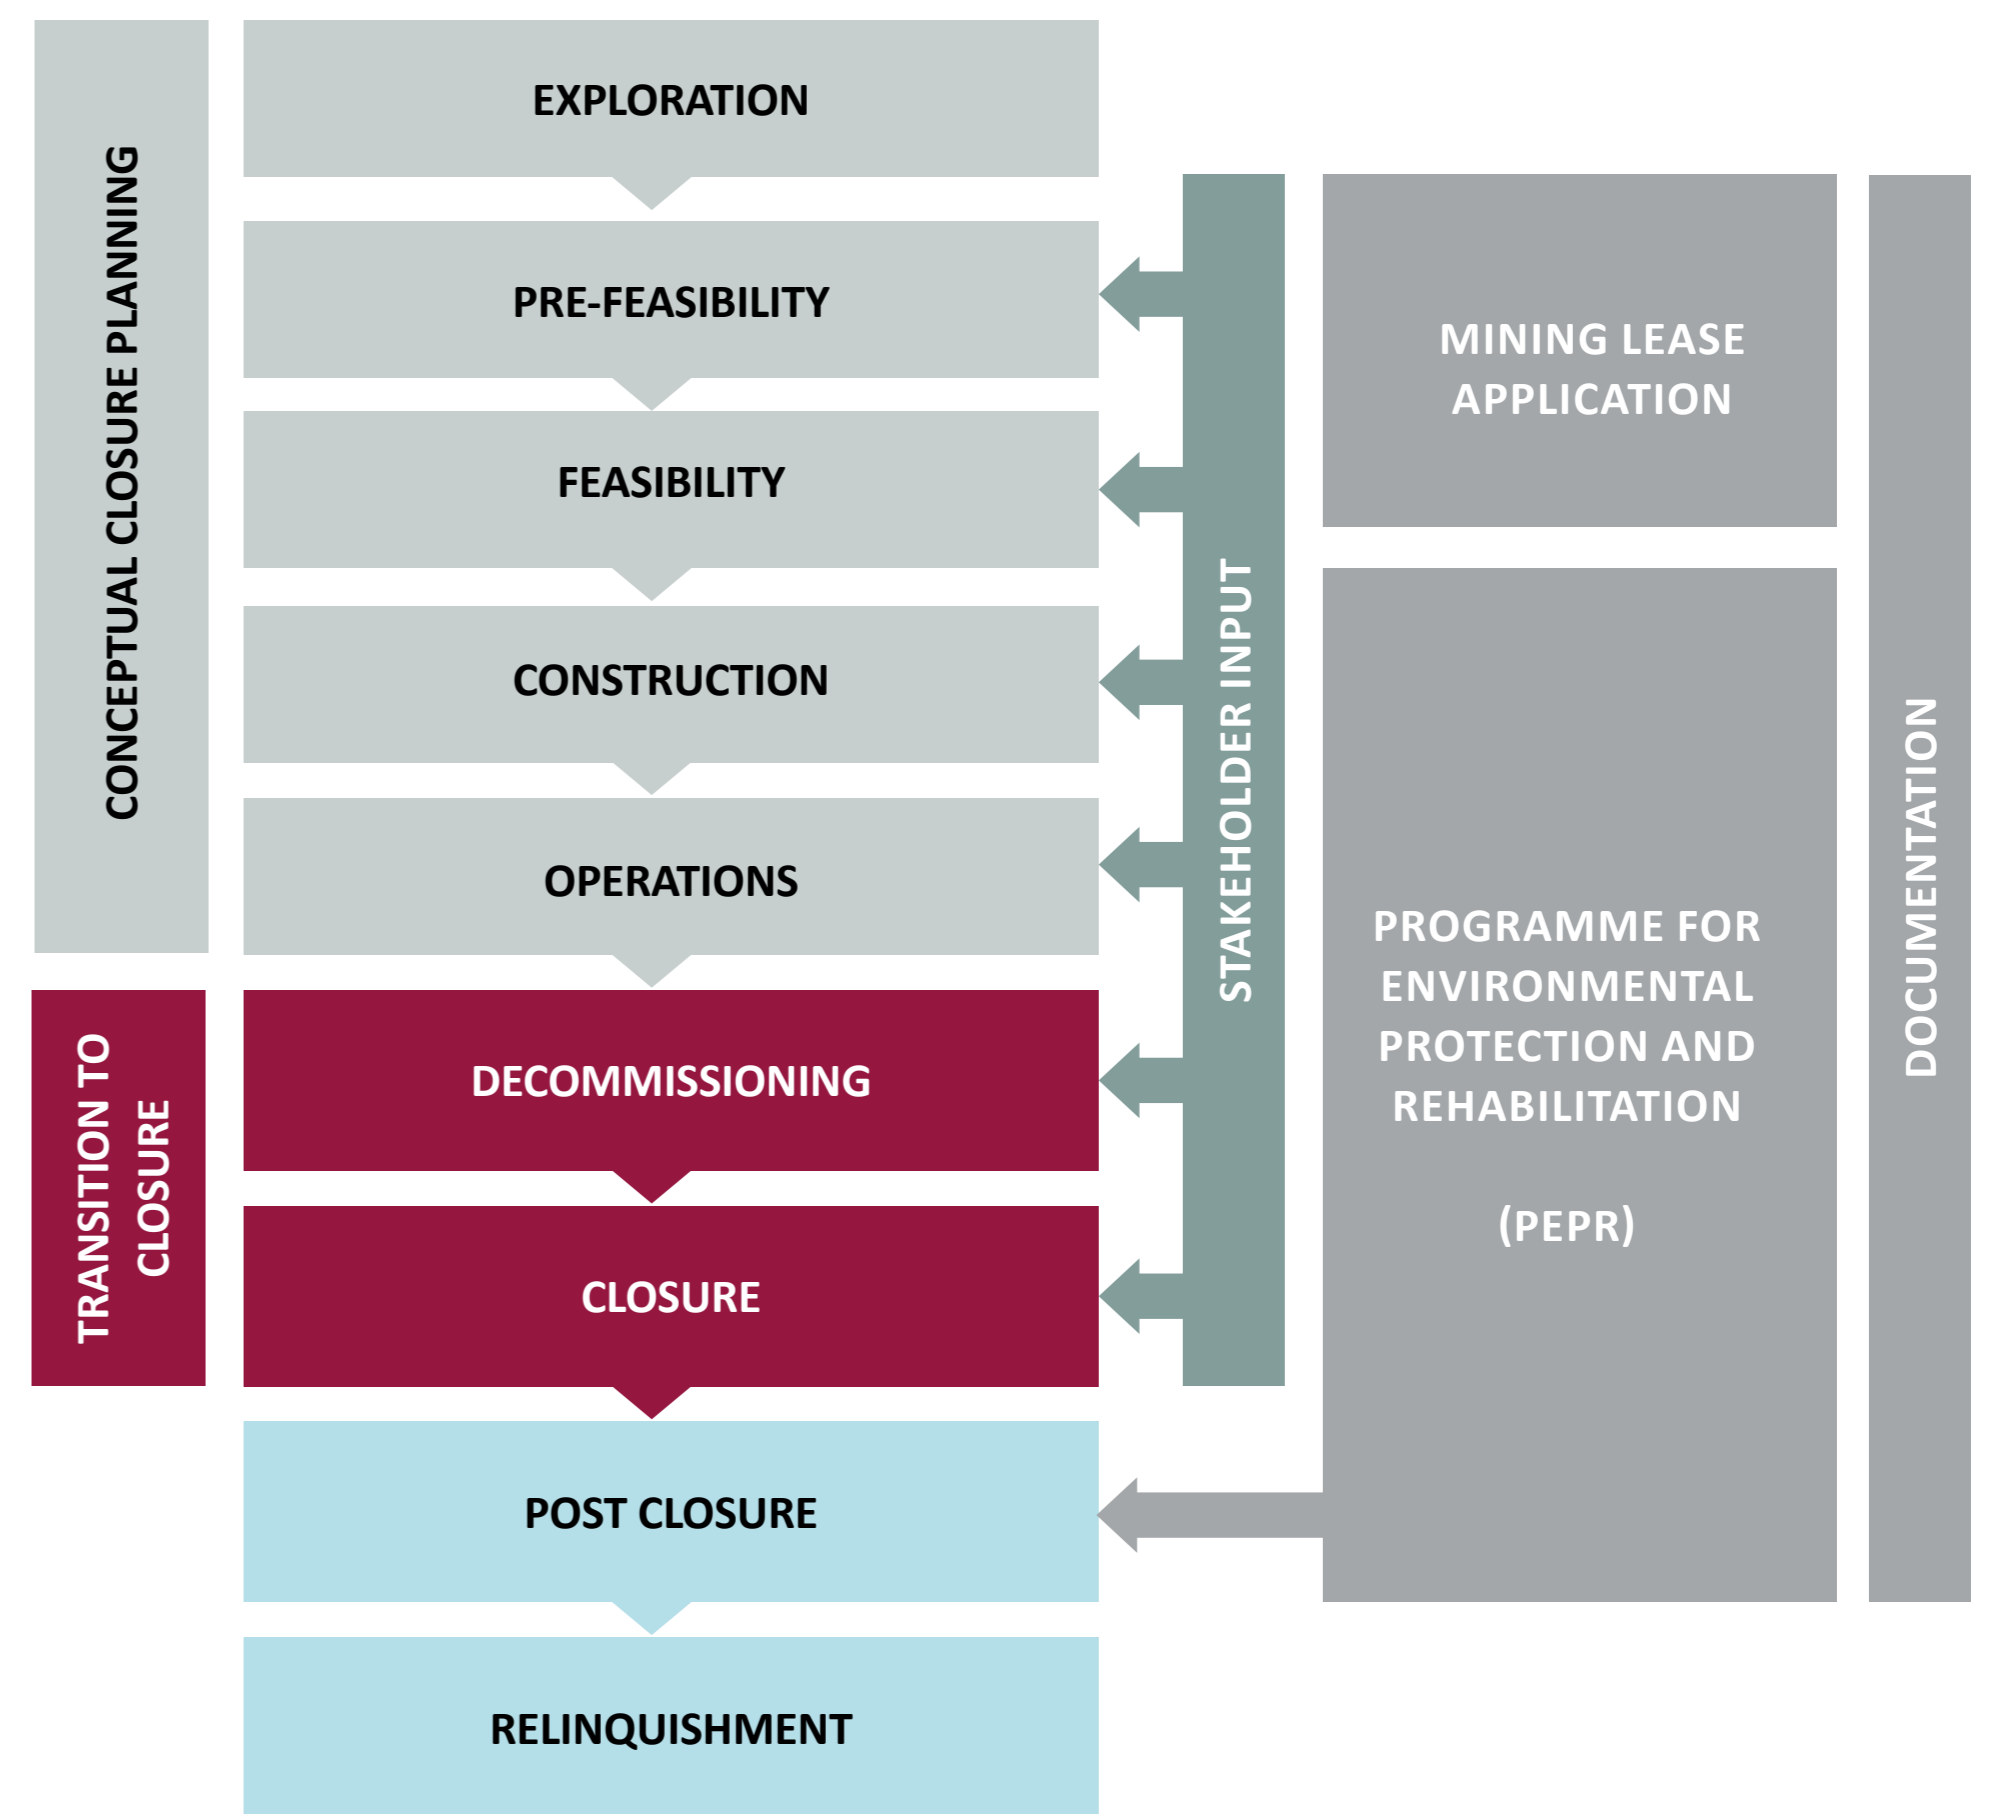 CONCEPTUAL CLOSURE PLANNING
EXPLORATION
PRE-FEASIBILITY
FEASIBILITY
CONSTRUCTION
OPERATIONS
TRANSITION TO
CLOSURE
DECOMMISSIONING
CLOSURE
POST CLOSURE
RELINQUISHMENT
STAKEHOLDER INPUT
MINING LEASE
APPLICATION
PROGRAMME FOR
ENVIRONMENTAL
PROTECTION AND
REHABILITATION
(PEPR)
DOCUMENTATION